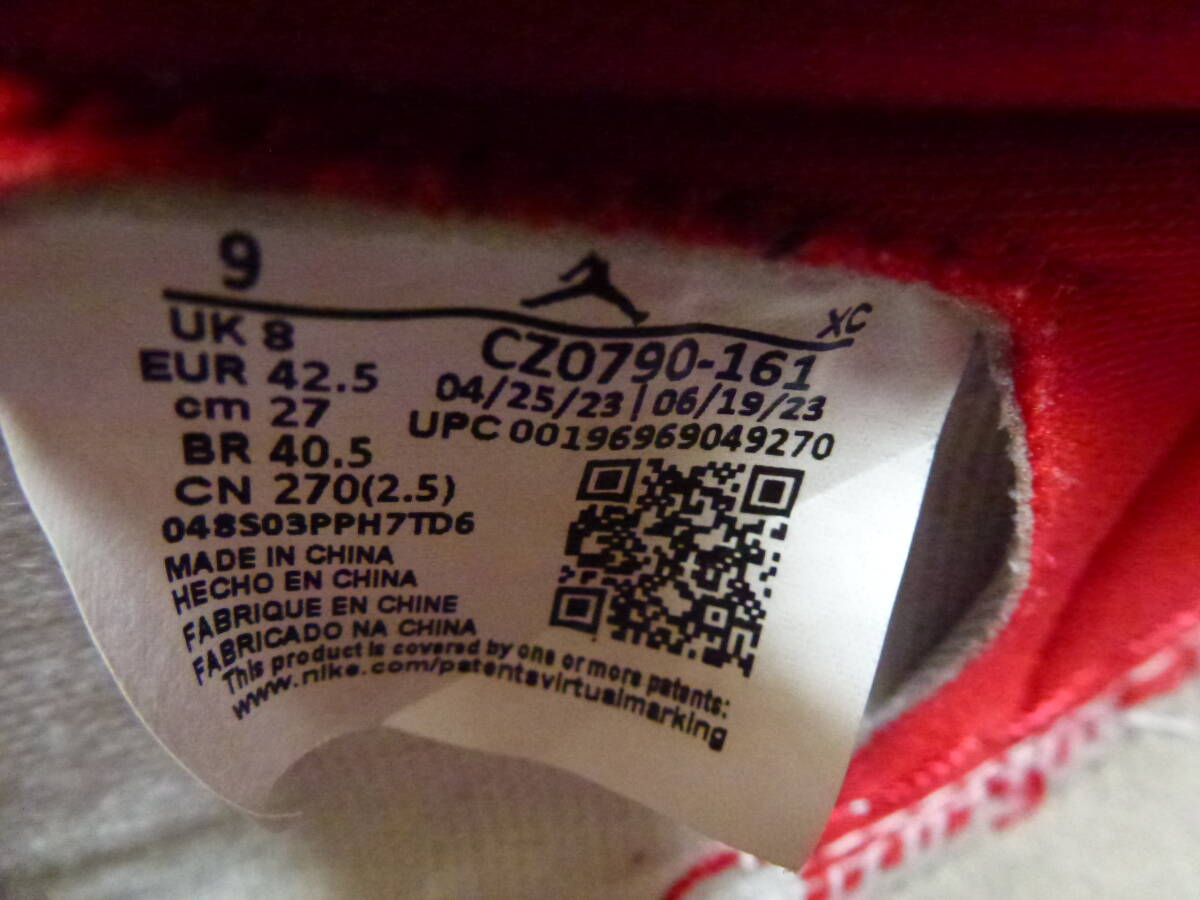 9
UK 8
EUR 42.5
cm 27
BR 40.5
CN 270(2.5)
048S03PPH7TD6
MADE IN CHINA
HECHO EN CHINA
FABRIQUE EN CHINE
FABRICADO NA CHINA
This product is covered by one or more patents:
www.nike.com/patentsvirtualmarking
XC
CZ0790-161
04/25/23 | 06/19/23
UPC 00196969049270